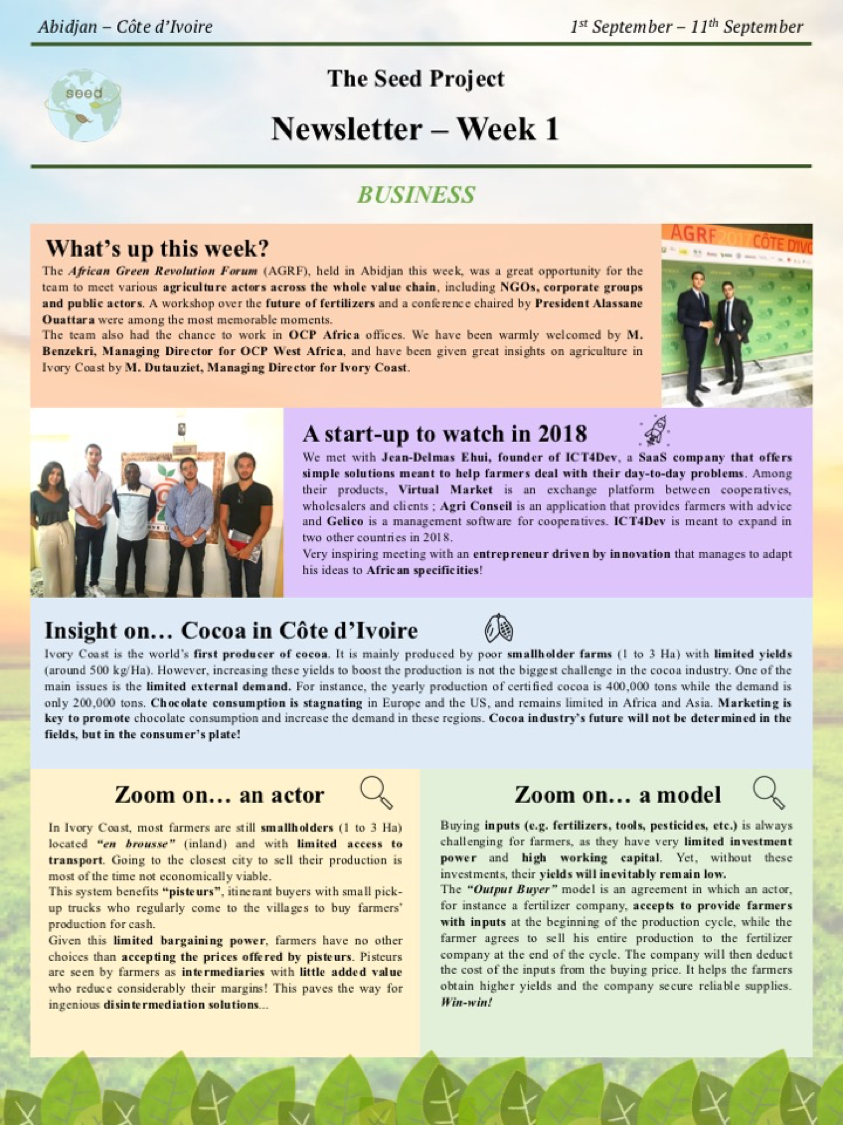 Abidjan – Côte d'Ivoire
1st September – 11th September
seed
The Seed Project
Newsletter – Week 1
BUSINESS
What's up this week?
The African Green Revolution Forum (AGRF), held in Abidjan this week, was a great opportunity for the
team to meet various agriculture actors across the whole value chain, including NGOs, corporate groups
and public actors. A workshop over the future of fertilizers and a conference chaired by President Alassane
Ouattara were among the most memorable moments.
The team also had the chance to work in OCP Africa offices. We have been warmly welcomed by M.
Benzekri, Managing Director for OCP West Africa, and have been given great insights on agriculture in
Ivory Coast by M. Dutauziet, Managing Director for Ivory Coast.
AGRF
CÔTE D'IVO
A start-up to watch in 2018
We met with Jean-Delmas Ehui, founder of ICT4Dev, a SaaS company that offers
simple solutions meant to help farmers deal with their day-to-day problems. Among
their products, Virtual Market is an exchange platform between cooperatives,
wholesalers and clients ; Agri Conseil is an application that provides farmers with advice
and Gelico is a management software for cooperatives. ICT4Dev is meant to expand in
two other countries in 2018.
Very inspiring meeting with an entrepreneur driven by innovation that manages to adapt
his ideas to African specificities!
Insight on… Cocoa in Côte d'Ivoire
Ivory Coast is the world's first producer of cocoa. It is mainly produced by poor smallholder farms (1 to 3 Ha) with limited yields
(around 500 kg/Ha). However, increasing these yields to boost the production is not the biggest challenge in the cocoa industry. One of the
main issues is the limited external demand. For instance, the yearly production of certified cocoa is 400,000 tons while the demand is
only 200,000 tons. Chocolate consumption is stagnating in Europe and the US, and remains limited in Africa and Asia. Marketing is
key to promote chocolate consumption and increase the demand in these regions. Cocoa industry's future will not be determined in the
fields, but in the consumer's plate!
Zoom on… an actor
In Ivory Coast, most farmers are still smallholders (1 to 3 Ha)
located "en brousse" (inland) and with limited access to
transport. Going to the closest city to sell their production is
most of the time not economically viable.
This system benefits "pisteurs", itinerant buyers with small pick-
up trucks who regularly come to the villages to buy farmers'
production for cash.
Given this limited bargaining power, farmers have no other
choices than accepting the prices offered by pisteurs. Pisteurs
are seen by farmers as intermediaries with little added value
who reduce considerably their margins! This paves the way for
ingenious disintermediation solutions...
Zoom on… a model
Buying inputs (e.g. fertilizers, tools, pesticides, etc.) is always
challenging for farmers, as they have very limited investment
power and high working capital. Yet, without these
investments, their yields will inevitably remain low.
The "Output Buyer" model is an agreement in which an actor,
for instance a fertilizer company, accepts to provide farmers
with inputs at the beginning of the production cycle, while the
farmer agrees to sell his entire production to the fertilizer
company at the end of the cycle. The company will then deduct
the cost of the inputs from the buying price. It helps the farmers
obtain higher yields and the company secure reliable supplies.
Win-win!